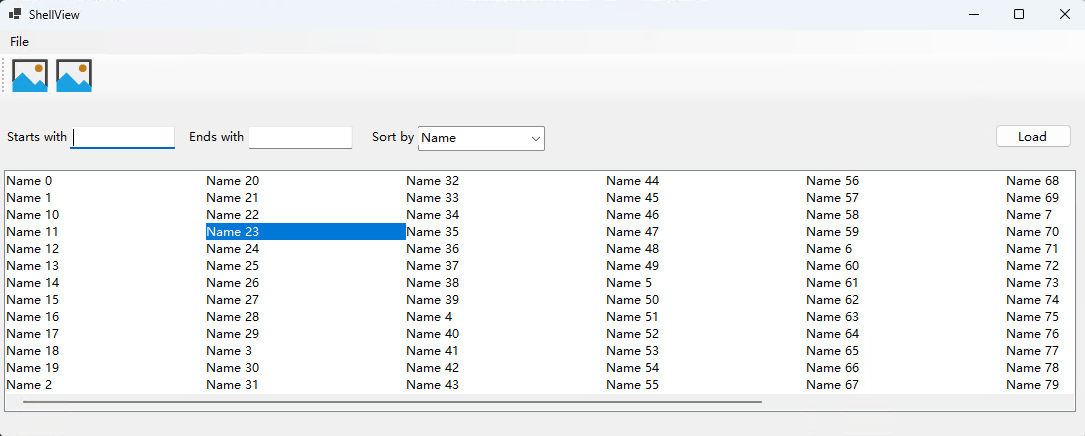 ShellView
File
Starts with Ends with Sort by Name Load
Name 0 Name 20 Name 32 Name 44 Name 56 Name 68
Name 1 Name 21 Name 33 Name 45 Name 57 Name 69
Name 10 Name 22 Name 34 Name 46 Name 58 Name 7
Name 11 Name 23 Name 35 Name 47 Name 59 Name 70
Name 12 Name 24 Name 36 Name 48 Name 6 Name 71
Name 13 Name 25 Name 37 Name 49 Name 60 Name 72
Name 14 Name 26 Name 38 Name 5 Name 61 Name 73
Name 15 Name 27 Name 39 Name 50 Name 62 Name 74
Name 16 Name 28 Name 4 Name 51 Name 63 Name 75
Name 17 Name 29 Name 40 Name 52 Name 64 Name 76
Name 18 Name 3 Name 41 Name 53 Name 65 Name 77
Name 19 Name 30 Name 42 Name 54 Name 66 Name 78
Name 2 Name 31 Name 43 Name 55 Name 67 Name 79